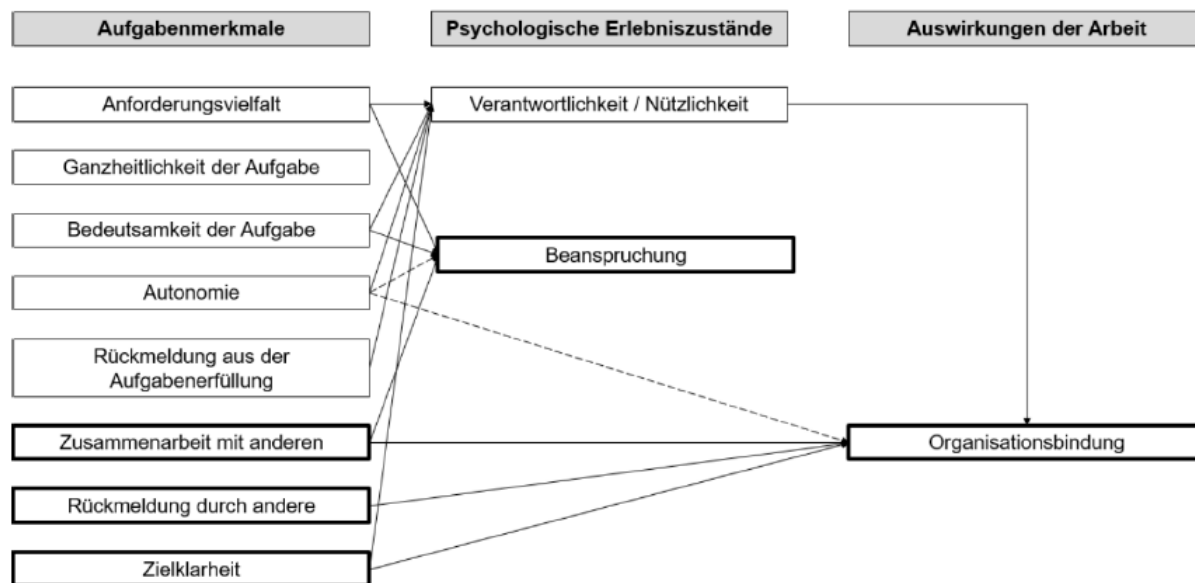 Aufgabenmerkmale
Psychologische Erlebniszustände
Auswirkungen der Arbeit
Anforderungsvielfalt
Verantwortlichkeit / Nützlichkeit
Ganzheitlichkeit der Aufgabe
Bedeutsamkeit der Aufgabe
Beanspruchung
Autonomie
Rückmeldung aus der
Aufgabenerfüllung
Zusammenarbeit mit anderen
Organisationsbindung
Rückmeldung durch andere
Zielklarheit